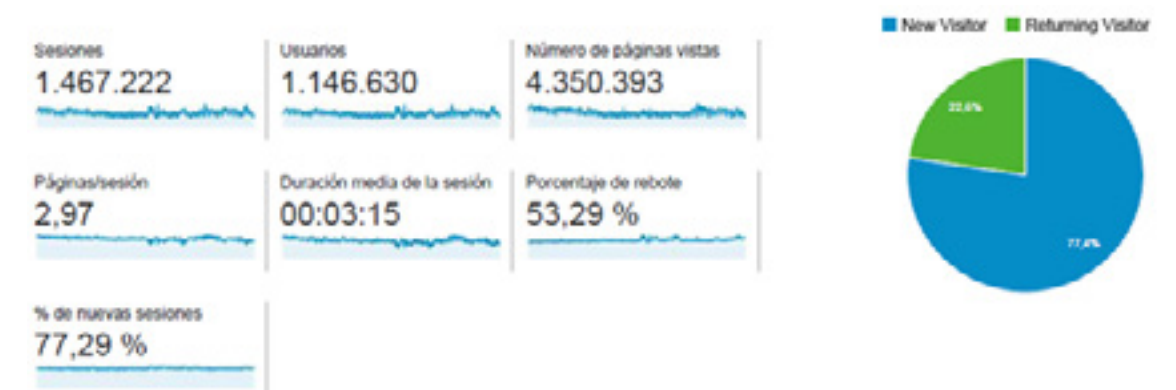 New Visitor
Returning Visitor
Sesiones
1.467.222
Usuarios
1.146.630
Número de páginas vistas
4.350.393
Páginas/sesión
2,97
Duración media de la sesión
00:03:15
Porcentaje de rebote
53,29 %
% de nuevas sesiones
77,29 %
22,6%
77,4%